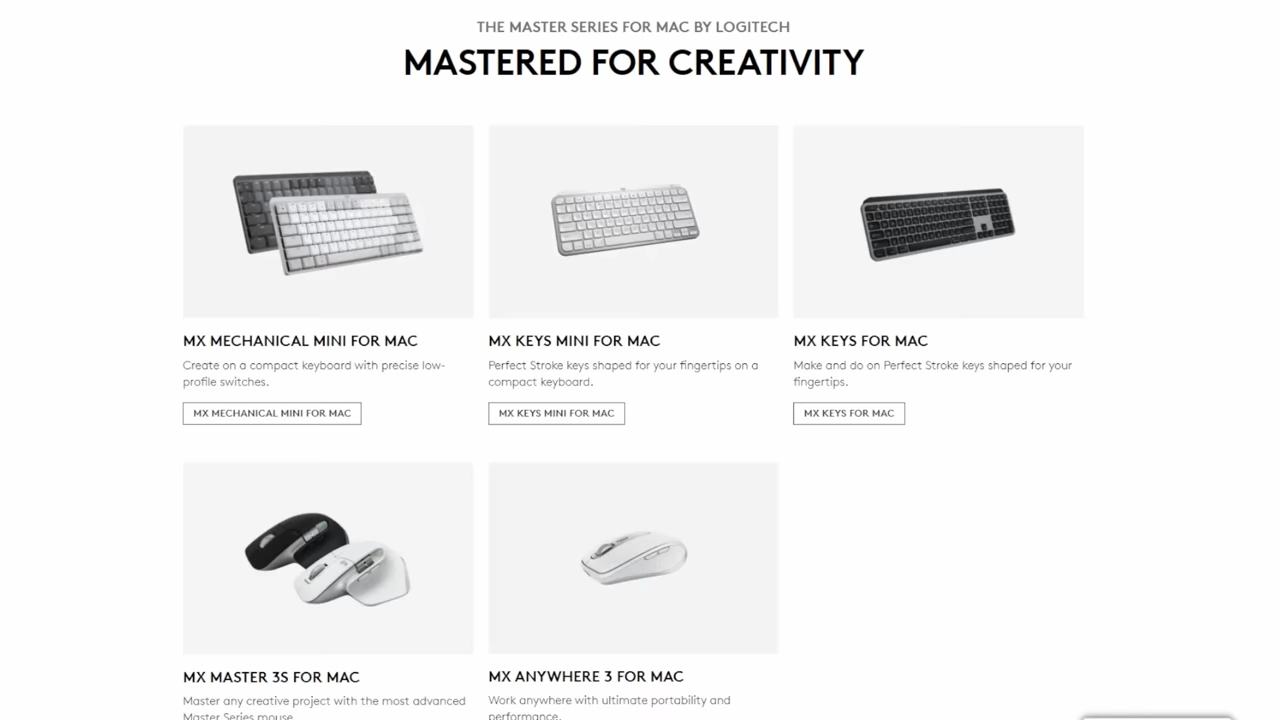 THE MASTER SERIES FOR MAC BY LOGITECH
MASTERED FOR CREATIVITY
MX MECHANICAL MINI FOR MAC
Create on a compact keyboard with precise low-
profile switches.
MX MECHANICAL MINI FOR MAC
MX KEYS MINI FOR MAC
Perfect Stroke keys shaped for your fingertips on a
compact keyboard.
MX KEYS MINI FOR MAC
MX KEYS FOR MAC
Make and do on Perfect Stroke keys shaped for your
fingertips.
MX KEYS FOR MAC
MX MASTER 3S FOR MAC
Master any creative project with the most advanced
Master Series mouse
MX ANYWHERE 3 FOR MAC
Work anywhere with ultimate portability and
performance.